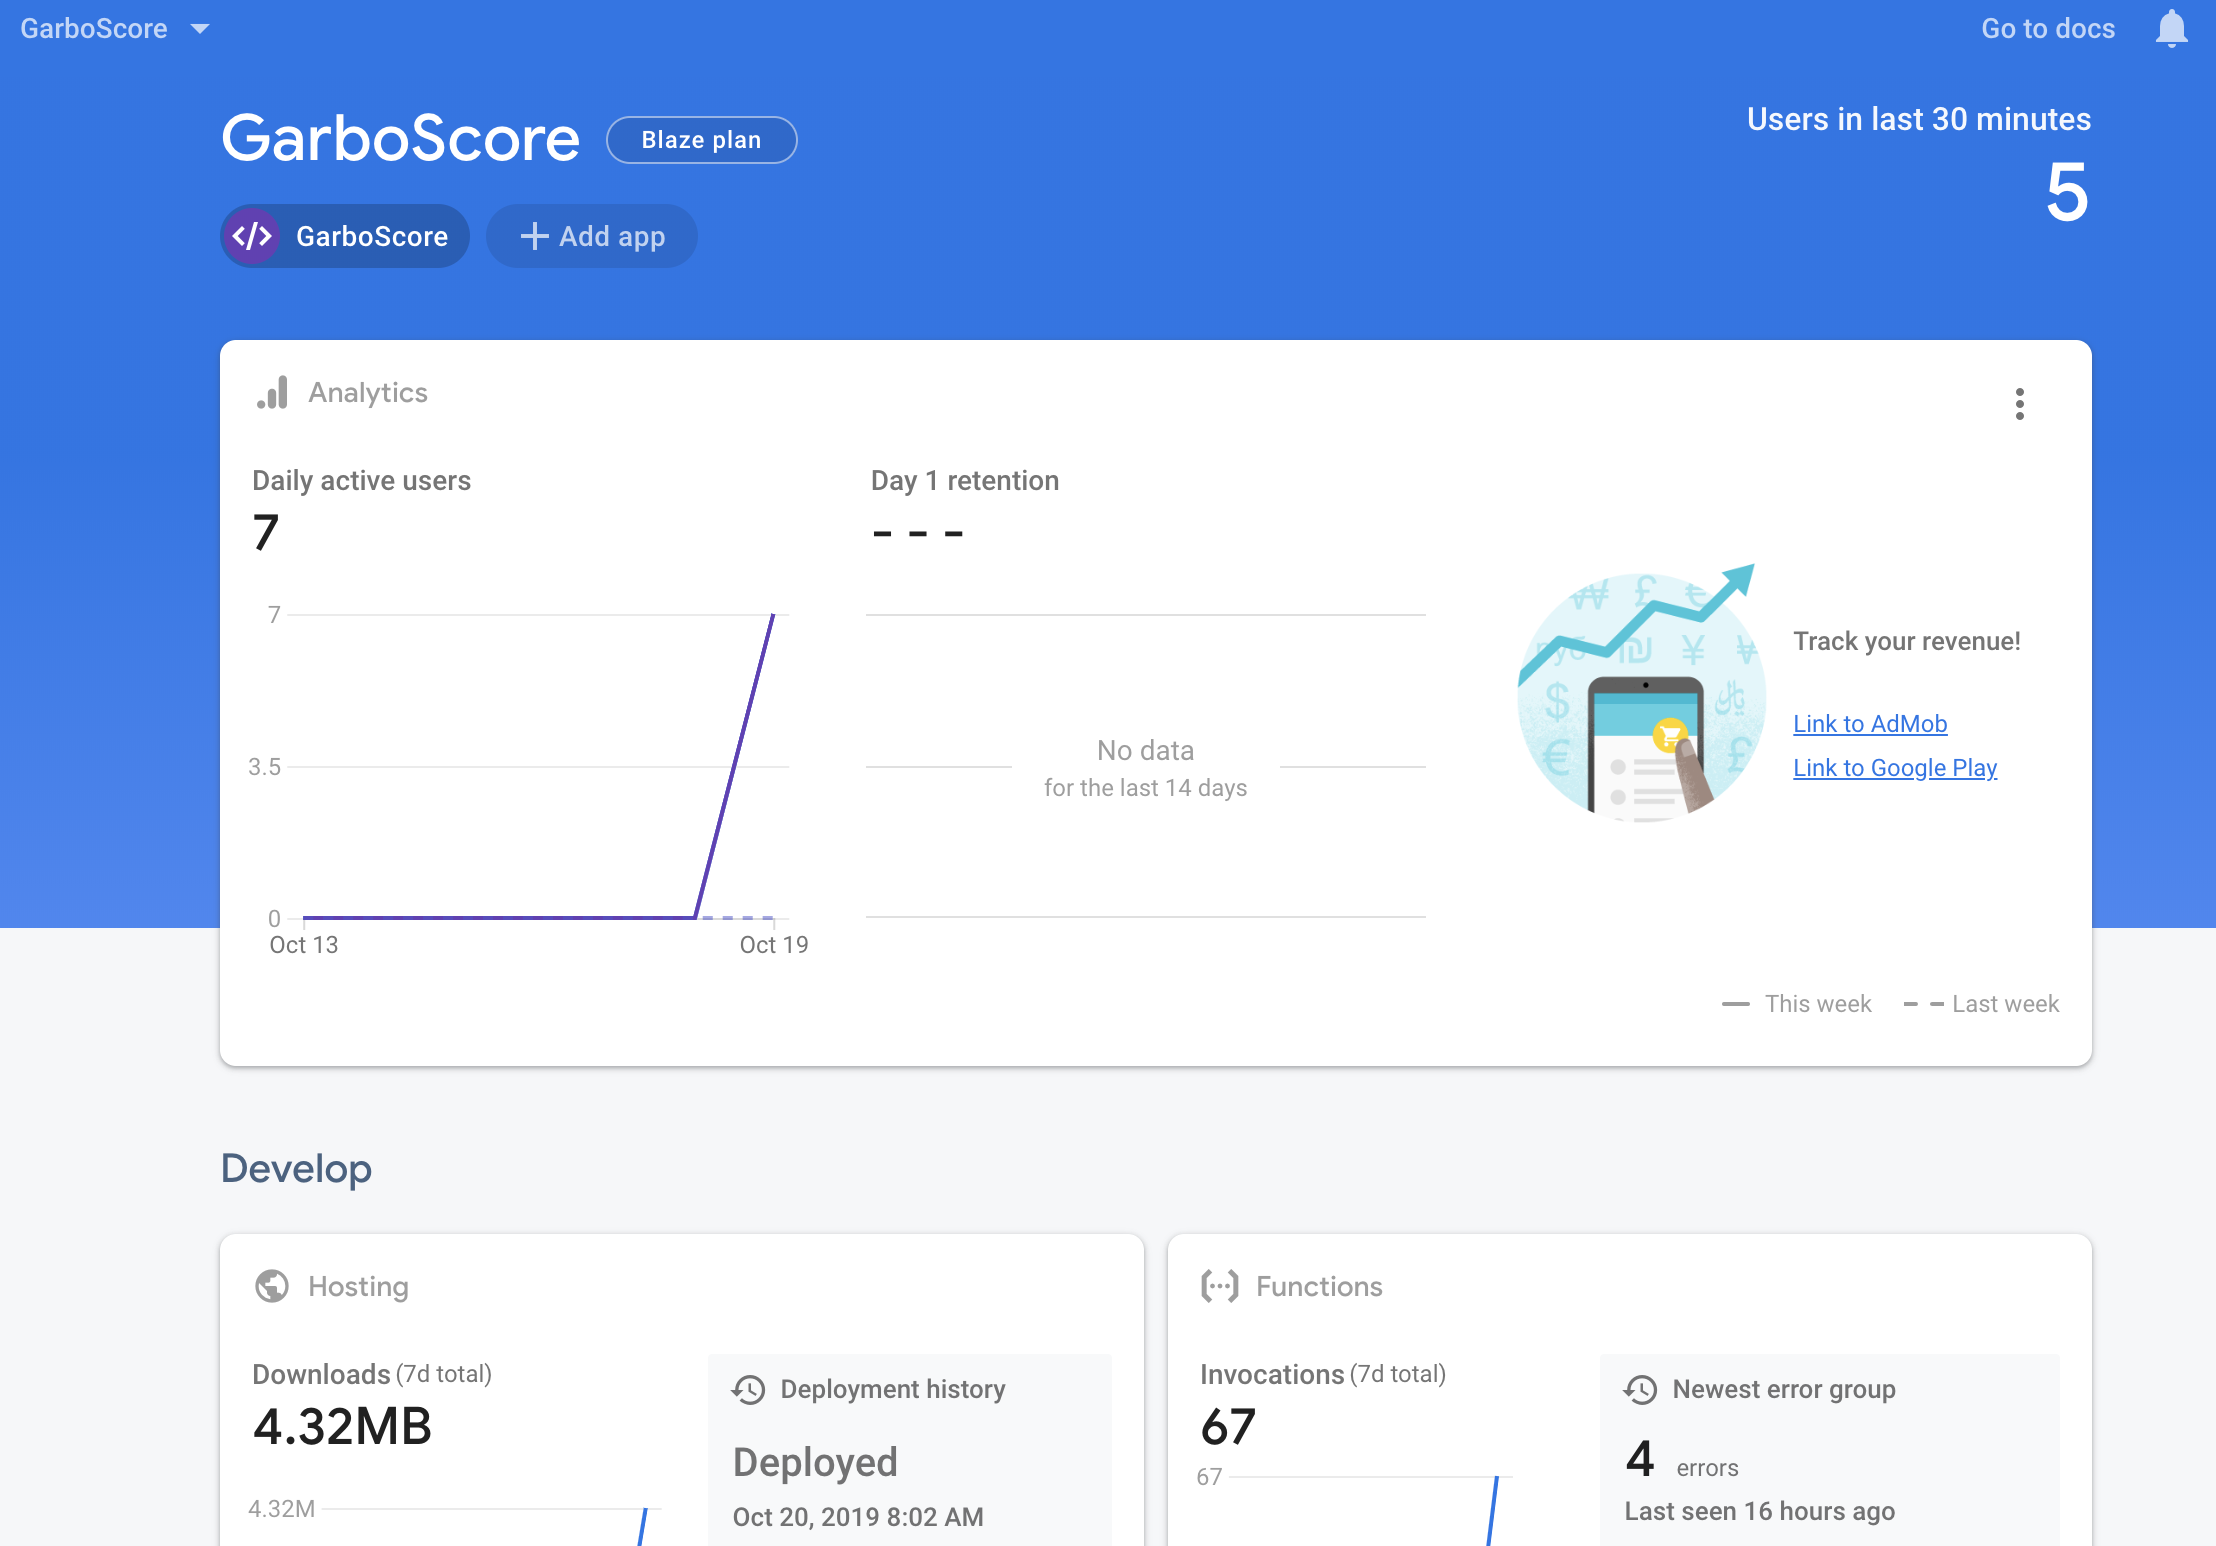 GarboScore
Go to docs
GarboScore
Blaze plan
Users in last 30 minutes
5
GarboScore
Add app
Analytics
Daily active users
7
Day 1 retention
- - -
7
3.5
0
Oct 13
Oct 19
No data
for the last 14 days
Track your revenue!
Link to AdMob
Link to Google Play
This week
Last week
Develop
Hosting
Downloads (7d total)
4.32MB
4.32M
Deployment history
Deployed
Oct 20, 2019 8:02 AM
Functions
Invocations (7d total)
67
67
Newest error group
4 errors
Last seen 16 hours ago